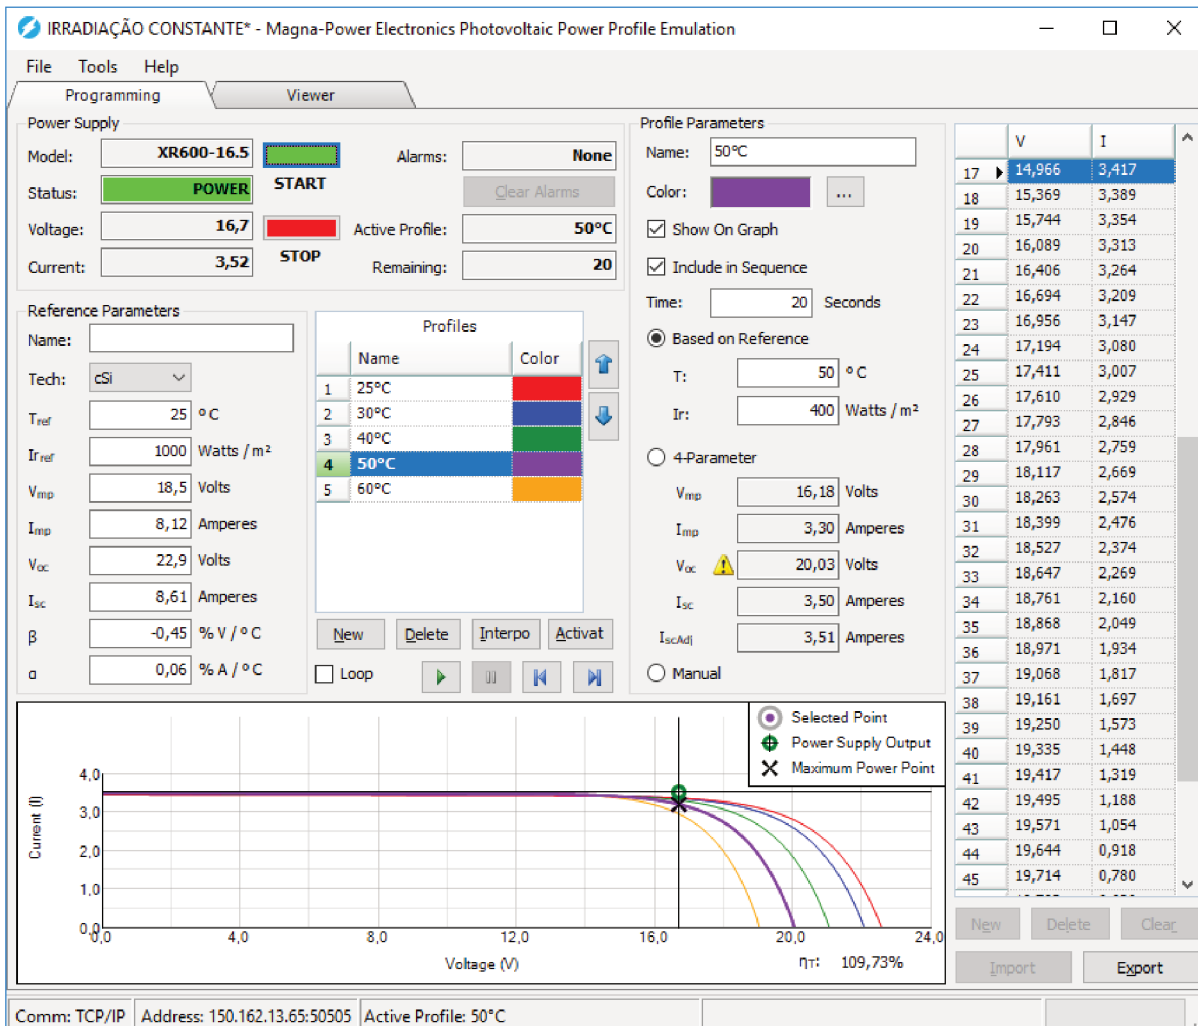 IRRADIAÇÃO CONSTANTE* - Magna-Power Electronics Photovoltaic Power Profile Emulation
File Tools Help
Programming Viewer
Power Supply
Model: XR600-16.5
START
Status: POWER
Voltage: 16,7
STOP
Current: 3,52
Alarms: None
Clear Alarms
Active Profile: 50ºC
Remaining: 20
Reference Parameters
Name:
Tech: cSi
Tref 25 º C
Irref 1000 Watts / m²
Vmp 18,5 Volts
Imp 8,12 Amperes
Voc 22,9 Volts
Isc 8,61 Amperes
β -0,45 % V / º C
α 0,06 % A / º C
Profiles
Name Color
1 25ºC
2 30ºC
3 40ºC
4 50ºC
5 60ºC
New Delete Interpo Activat
Loop
Profile Parameters
Name: 50ºC
Color: ...
Show On Graph
Include in Sequence
Time: 20 Seconds
Based on Reference
T: 50 º C
Ir: 400 Watts / m²
4-Parameter
Vmp 16,18 Volts
Imp 3,30 Amperes
Voc 20,03 Volts
Isc 3,50 Amperes
IscAdj 3,51 Amperes
Manual
V I
17 14,966 3,417
18 15,369 3,389
19 15,744 3,354
20 16,089 3,313
21 16,406 3,264
22 16,694 3,209
23 16,956 3,147
24 17,194 3,080
25 17,411 3,007
26 17,610 2,929
27 17,793 2,846
28 17,961 2,759
29 18,117 2,669
30 18,263 2,574
31 18,399 2,476
32 18,527 2,374
33 18,647 2,269
34 18,761 2,160
35 18,868 2,049
36 18,971 1,934
37 19,068 1,817
38 19,161 1,697
39 19,250 1,573
40 19,335 1,448
41 19,417 1,319
42 19,495 1,188
43 19,571 1,054
44 19,644 0,918
45 19,714 0,780
New Delete Clear
Import Export
Selected Point
Power Supply Output
Maximum Power Point
Current (I)
4,0
3,0
2,0
1,0
0,0
0,0 4,0 8,0 12,0 16,0 20,0 24,0
Voltage (V)
ηT: 109,73%
Comm: TCP/IP Address: 150.162.13.65:50505 Active Profile: 50°C